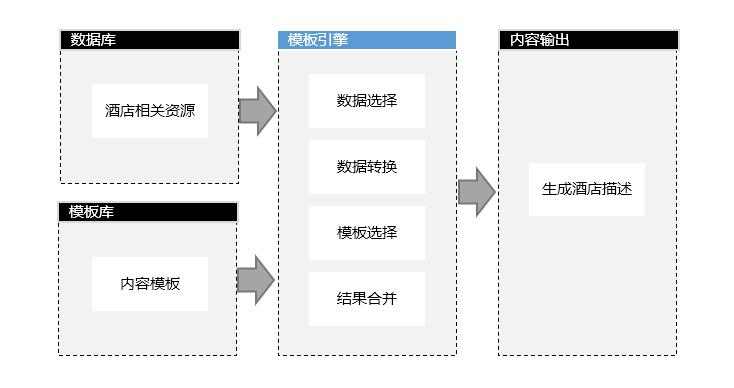 数据库
酒店相关资源
模板库
内容模板
模板引擎
数据选择
数据转换
模板选择
结果合并
内容输出
生成酒店描述